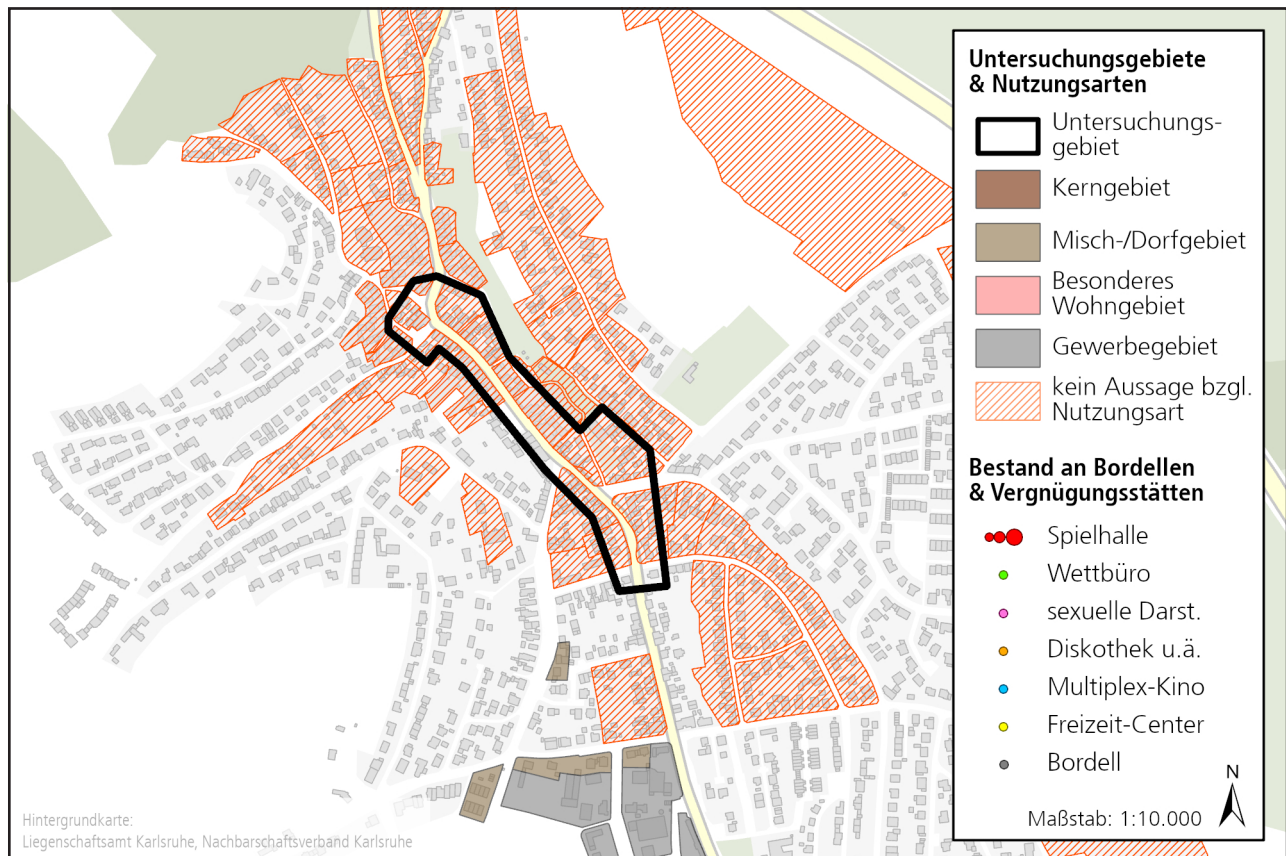 Untersuchungsgebiete
& Nutzungsarten
Untersuchungs-
gebiet
Kerngebiet
Misch-/Dorfgebiet
Besonderes
Wohngebiet
Gewerbegebiet
kein Aussage bzgl.
Nutzungsart
Bestand an Bordellen
& Vergnügungsstätten
Spielhalle
Wettbüro
sexuelle Darst.
Diskothek u.ä.
Multiplex-Kino
Freizeit-Center
Bordell
N
Maßstab: 1:10.000
Hintergrundkarte:
Liegenschaftsamt Karlsruhe, Nachbarschaftsverband Karlsruhe